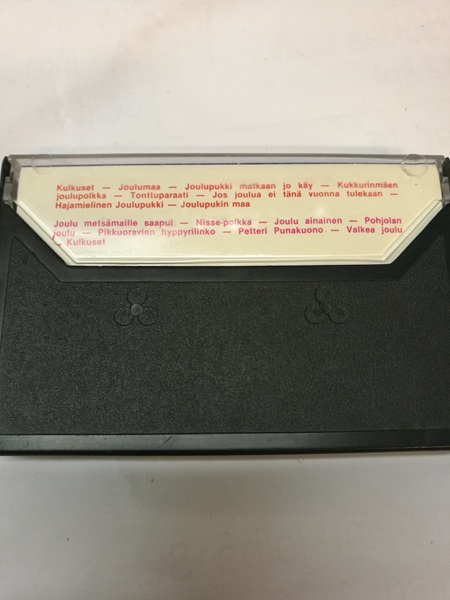 Kulkuset — Joulumaa — Joulupukki matkaan jo käy — Kukkurinmäen
joulupolkka — Tonttuparaati — Jos joulua ei tänä vuonna tulekaan —
Hajamielinen Joulupukki — Joulupukin maa
Joulu metsämaille saapui — Nisse-polkka — Joulu ainainen — Pohjolan
joulu — Pikkuoravien hyppyrilinko — Petteri Punakuono — Valkea joulu
— Kulkuset